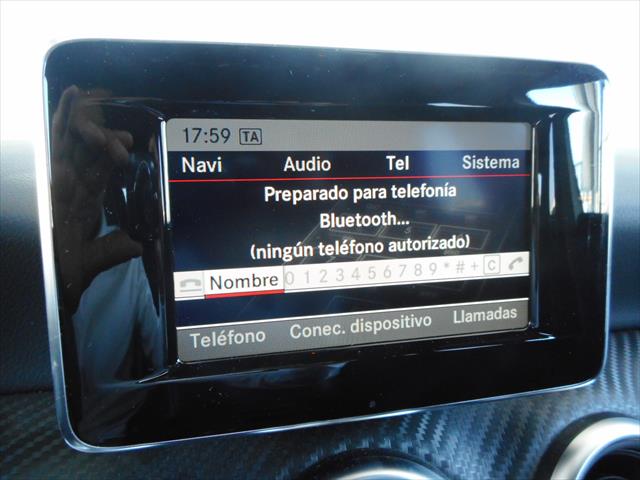 17:59 TA
Navi Audio Tel Sistema
Preparado para telefonía
Bluetooth...
(ningún teléfono autorizado)
Nombre 0 1 2 3 4 5 6 7 8 9 * # + C
Teléfono Conec. dispositivo Llamadas